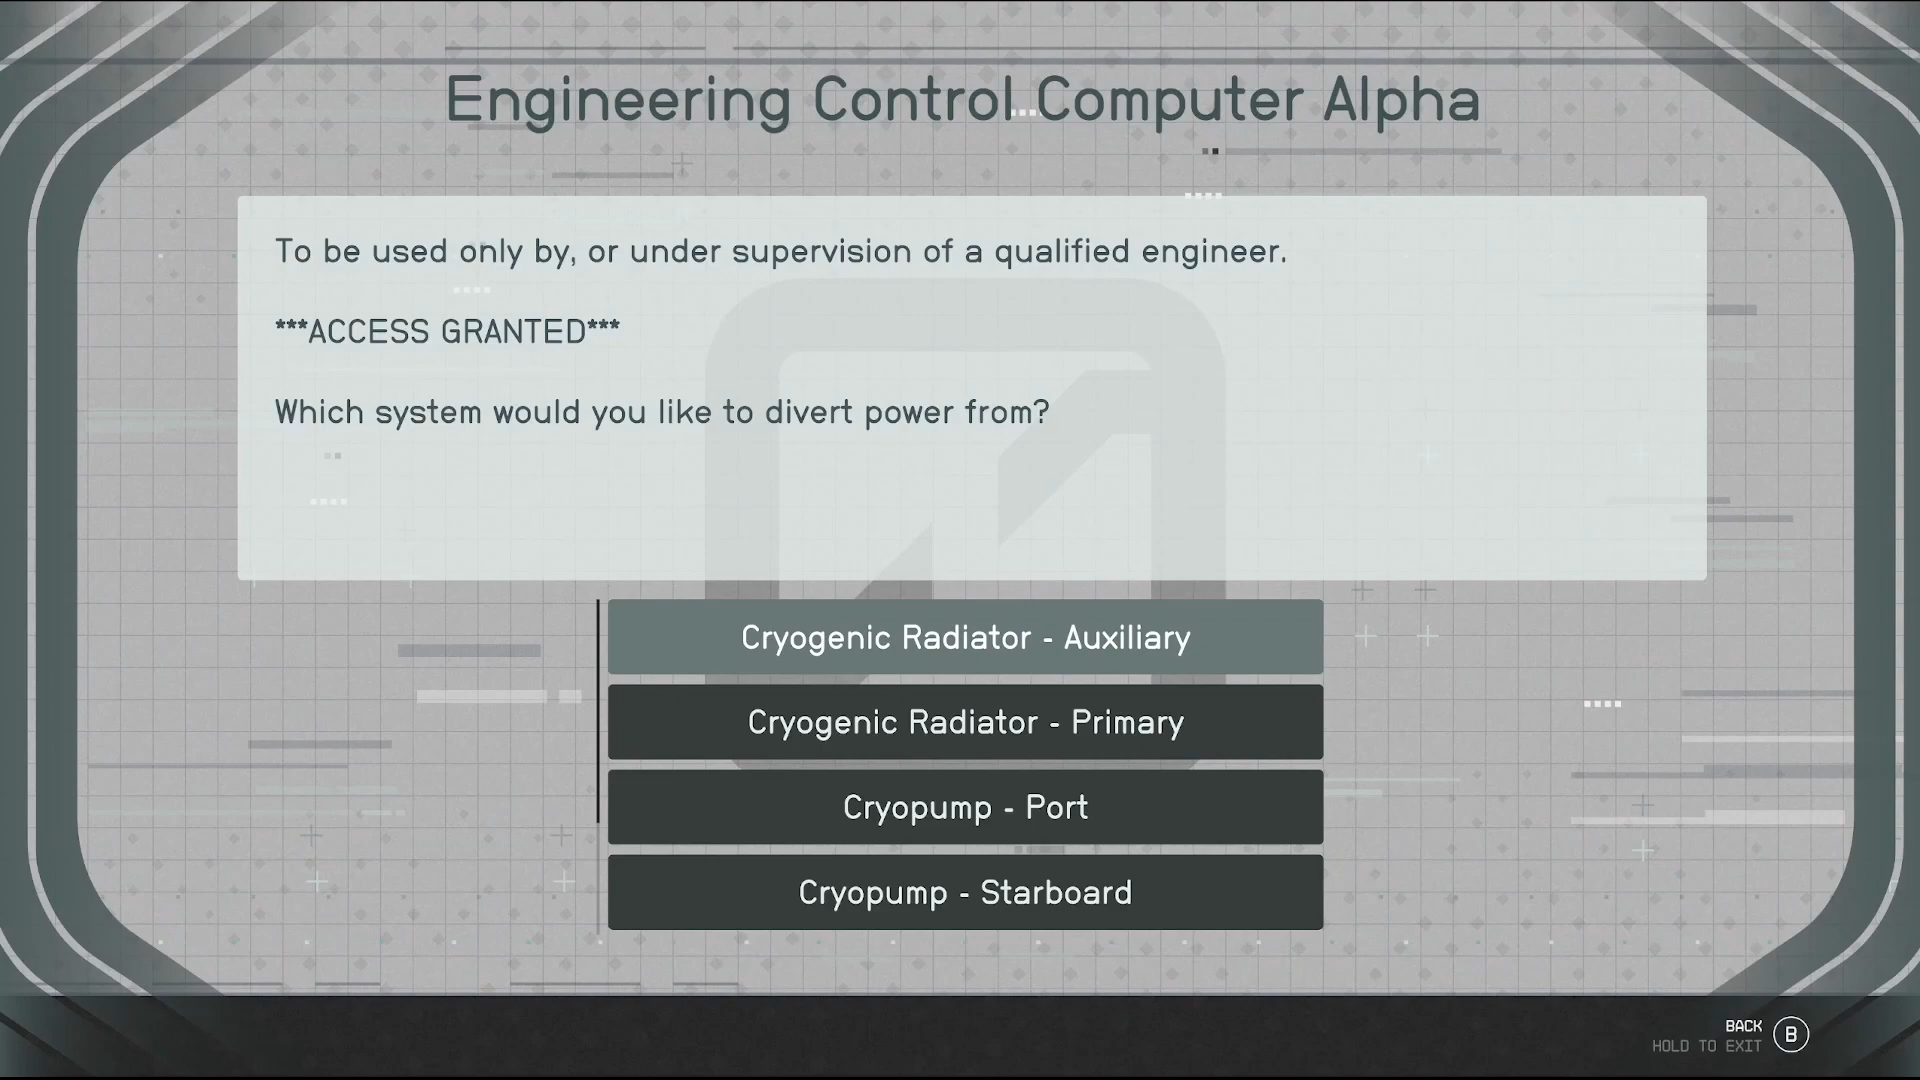 Engineering Control Computer Alpha
To be used only by, or under supervision of a qualified engineer.
***ACCESS GRANTED***
Which system would you like to divert power from?
Cryogenic Radiator - Auxiliary
Cryogenic Radiator - Primary
Cryopump - Port
Cryopump - Starboard
BACK
HOLD TO EXIT
B